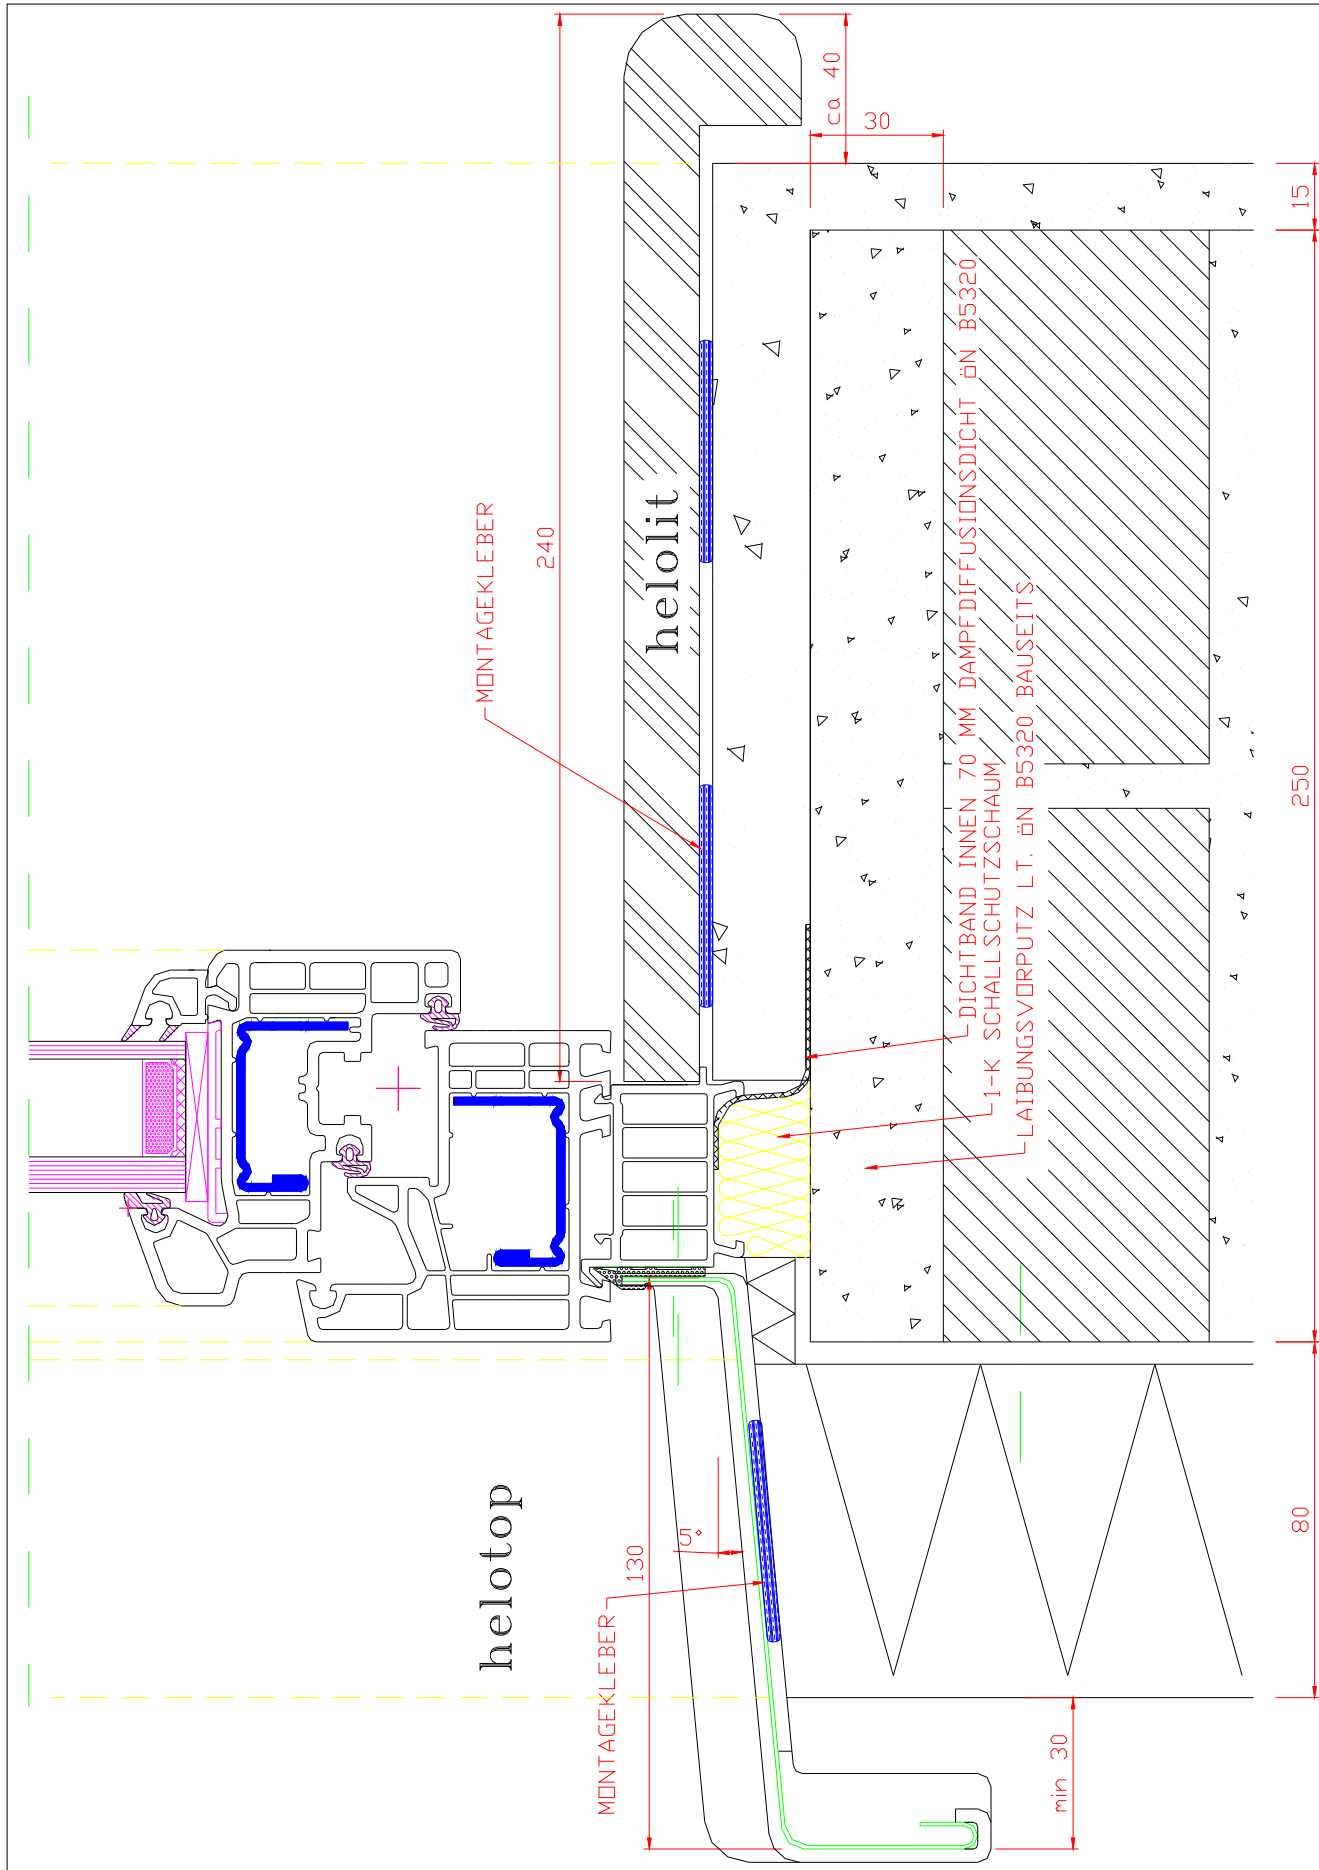 ca 40
30
15
MONTAGEKLEBER
240
helolit
DICHTBAND INNEN 70 MM DAMPFDIFFUSIONSDICHT ÖN B5320
1-K SCHALLSCHUTZSCHAUM
LAIBUNGSVORPUTZ LT. ÖN B5320 BAUSEITS
250
helotop
5°
130
MONTAGEKLEBER
80
min 30